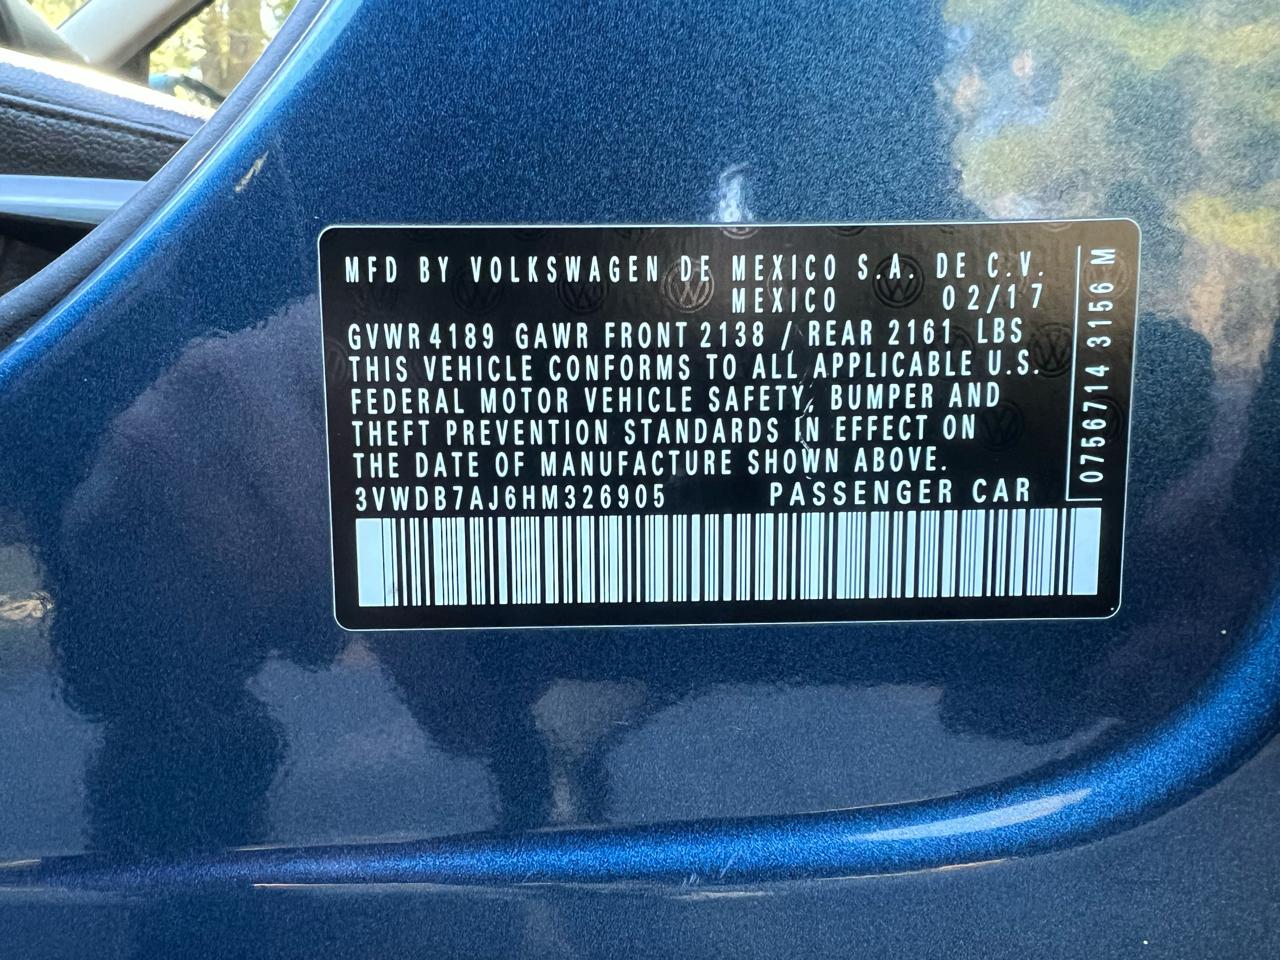 MFD BY VOLKSWAGEN DE MEXICO S.A. DE C.V.
MEXICO 02/17
GVWR 4189 GAWR FRONT 2138 / REAR 2161 LBS
THIS VEHICLE CONFORMS TO ALL APPLICABLE U.S.
FEDERAL MOTOR VEHICLE SAFETY, BUMPER AND
THEFT PREVENTION STANDARDS IN EFFECT ON
THE DATE OF MANUFACTURE SHOWN ABOVE.
3VWDB7AJ6HM326905 PASSENGER CAR
0756714 3156 M